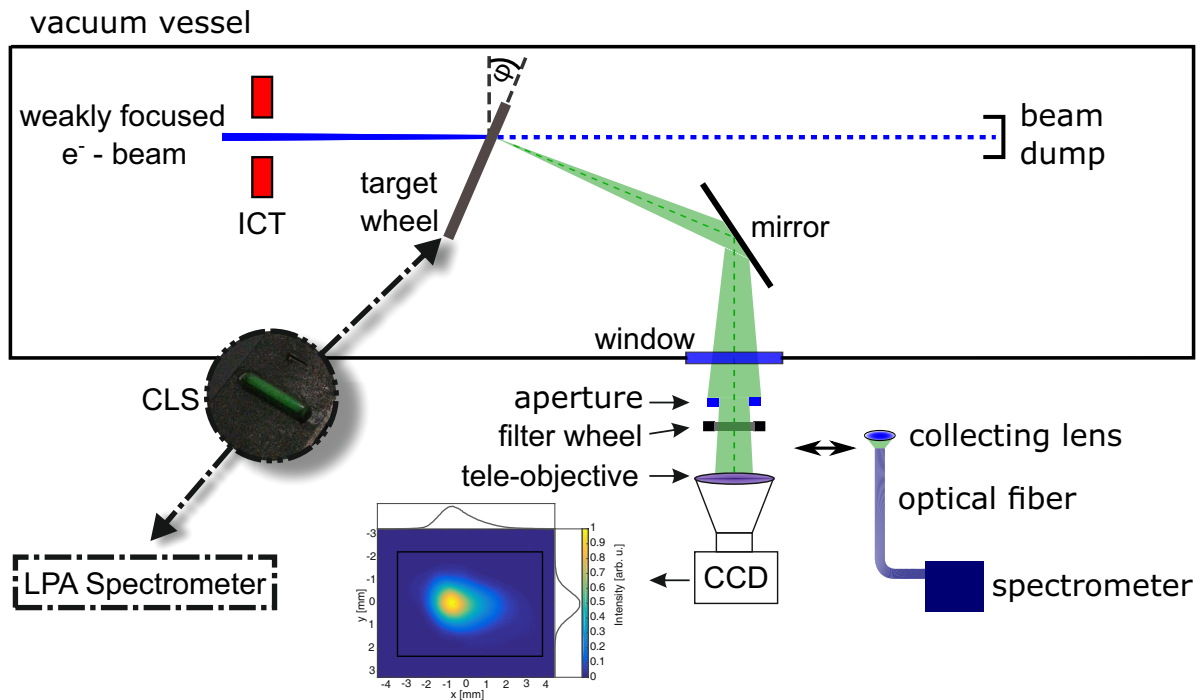 vacuum vessel
φ
weakly focused
e⁻ - beam
ICT
target
wheel
beam
dump
mirror
window
CLS
aperture
filter wheel
tele-objective
collecting lens
optical fiber
spectrometer
LPA Spectrometer
CCD
-3
-2
-1
0
1
2
3
y [mm]
-4 -3 -2 -1 0 1 2 3 4
x [mm]
1
0.9
0.8
0.7
0.6
0.5
0.4
0.3
0.2
0.1
0
Intensity [arb. u.]